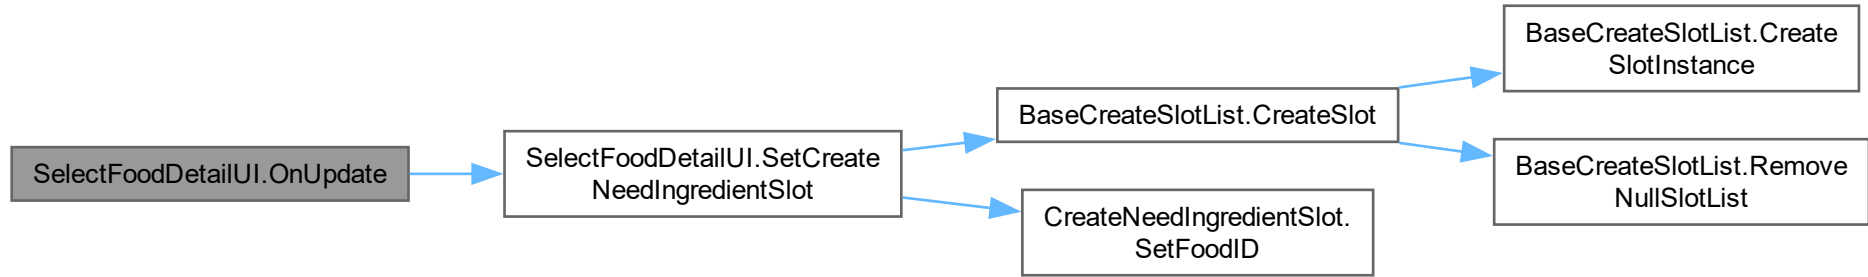 SelectFoodDetailUI.OnUpdate
SelectFoodDetailUI.SetCreate
NeedIngredientSlot
BaseCreateSlotList.CreateSlot
CreateNeedIngredientSlot.
SetFoodID
BaseCreateSlotList.Create
SlotInstance
BaseCreateSlotList.Remove
NullSlotList